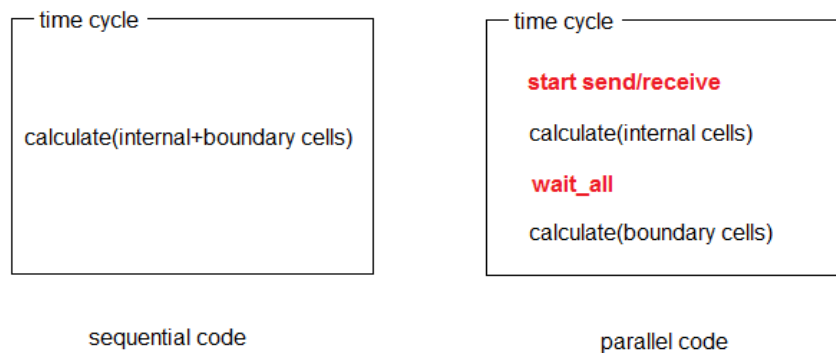 time cycle
calculate(internal+boundary cells)
sequential code
time cycle
start send/receive
calculate(internal cells)
wait_all
calculate(boundary cells)
parallel code